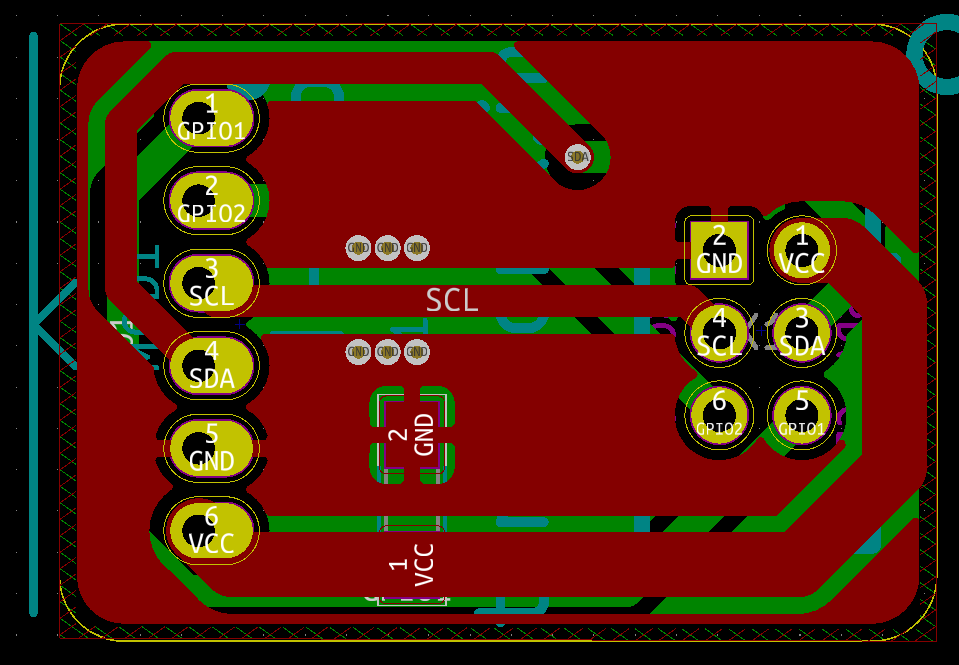 1
GPIO1
SDA
2
GPIO2
2
GND
1
VCC
GND GND GND
3
SCL
SCL
4
SCL
3
SDA
4
SDA
GND GND GND
6
GPIO2
5
GPIO1
5
GND
2
GND
6
VCC
1
VCC